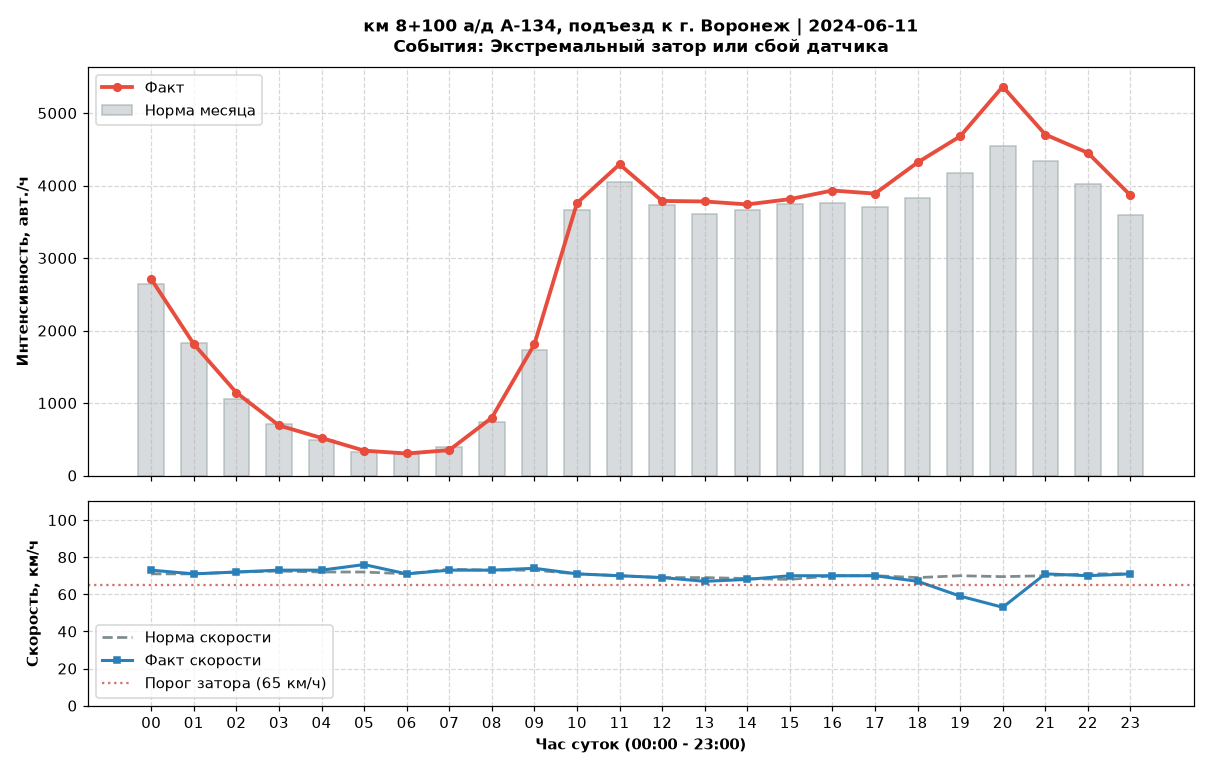 км 8+100 а/д А-134, подъезд к г. Воронеж | 2024-06-11
События: Экстремальный затор или сбой датчика
Факт
Норма месяца
Интенсивность, авт./ч
5000
4000
3000
2000
1000
0
Скорость, км/ч
100
80
60
40
20
0
Норма скорости
Факт скорости
Порог затора (65 км/ч)
00 01 02 03 04 05 06 07 08 09 10 11 12 13 14 15 16 17 18 19 20 21 22 23
Час суток (00:00 - 23:00)